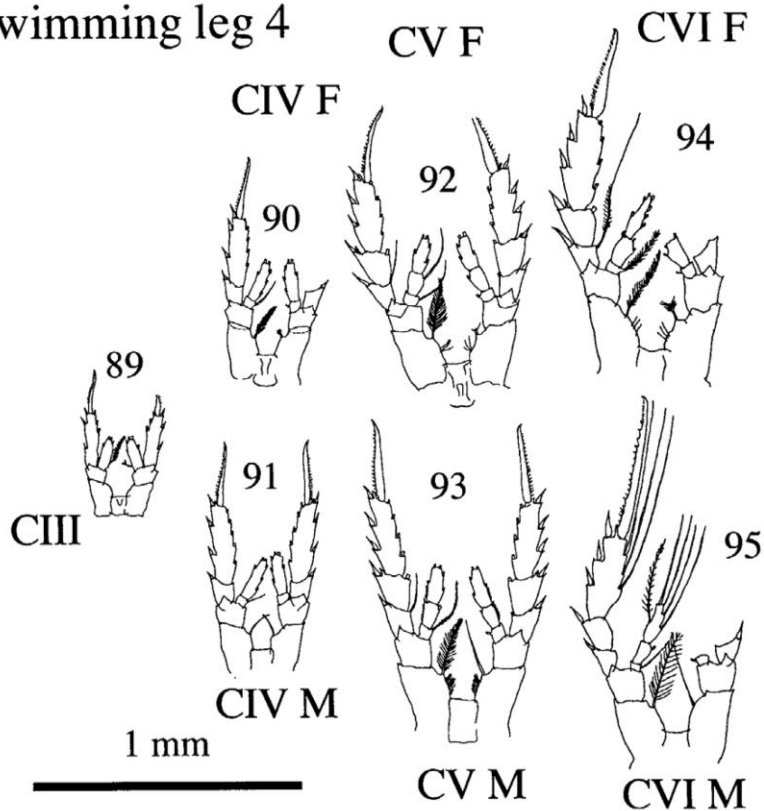 wimming leg 4
CV F
CVI F
CIV F
94
92
90
89
91
93
95
CIII
CIV M
1 mm
CV M
CVI M